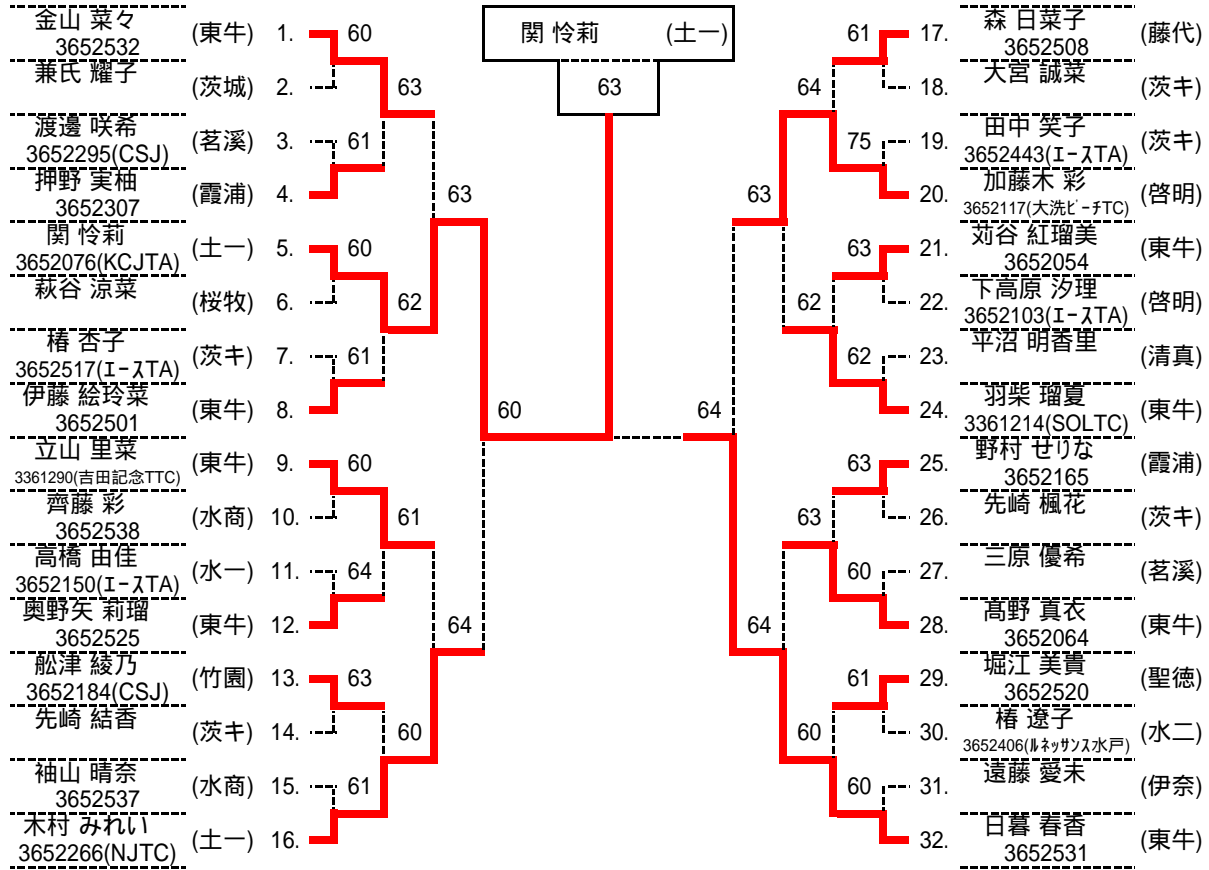 関 怜莉 (土一)
63
金山 菜々
3652532
(東牛) 1.
兼氏 耀子
(茨城) 2.
渡邊 咲希
3652295(CSJ)
(茗溪) 3.
押野 実柚
3652307
(霞浦) 4.
関 怜莉
3652076(KCJTA)
(土一) 5.
萩谷 涼菜
(桜牧) 6.
椿 杏子
3652517(ｴｰｽTA)
(茨キ) 7.
伊藤 絵玲菜
3652501
(東牛) 8.
立山 里菜
3361290(吉田記念TTC)
(東牛) 9.
齊藤 彩
3652538
(水商) 10.
高橋 由佳
3652150(ｴｰｽTA)
(水一) 11.
奥野矢 莉瑠
3652525
(東牛) 12.
舩津 綾乃
3652184(CSJ)
(竹園) 13.
先崎 結香
(茨キ) 14.
袖山 晴奈
3652537
(水商) 15.
木村 みれい
3652266(NJTC)
(土一) 16.
60
61
60
61
60
64
63
61
63
62
61
60
63
64
60
64
63
64
64
62
63
60
61
75
63
62
63
60
61
60
17. 森 日菜子
3652508
(藤代)
18. 大宮 誠菜
(茨キ)
19. 田中 笑子
3652443(ｴｰｽTA)
(茨キ)
20. 加藤木 彩
3652117(大洗ﾋﾞｰﾁTC)
(啓明)
21. 苅谷 紅瑠美
3652054
(東牛)
22. 下高原 汐理
3652103(ｴｰｽTA)
(啓明)
23. 平沼 明香里
(清真)
24. 羽柴 瑠夏
3361214(SOLTC)
(東牛)
25. 野村 せりな
3652165
(霞浦)
26. 先崎 楓花
(茨キ)
27. 三原 優希
(茗溪)
28. 髙野 真衣
3652064
(東牛)
29. 堀江 美貴
3652520
(聖徳)
30. 椿 遼子
3652406(ﾙﾈｯｻﾝｽ水戸)
(水二)
31. 遠藤 愛未
(伊奈)
32. 日暮 春香
3652531
(東牛)